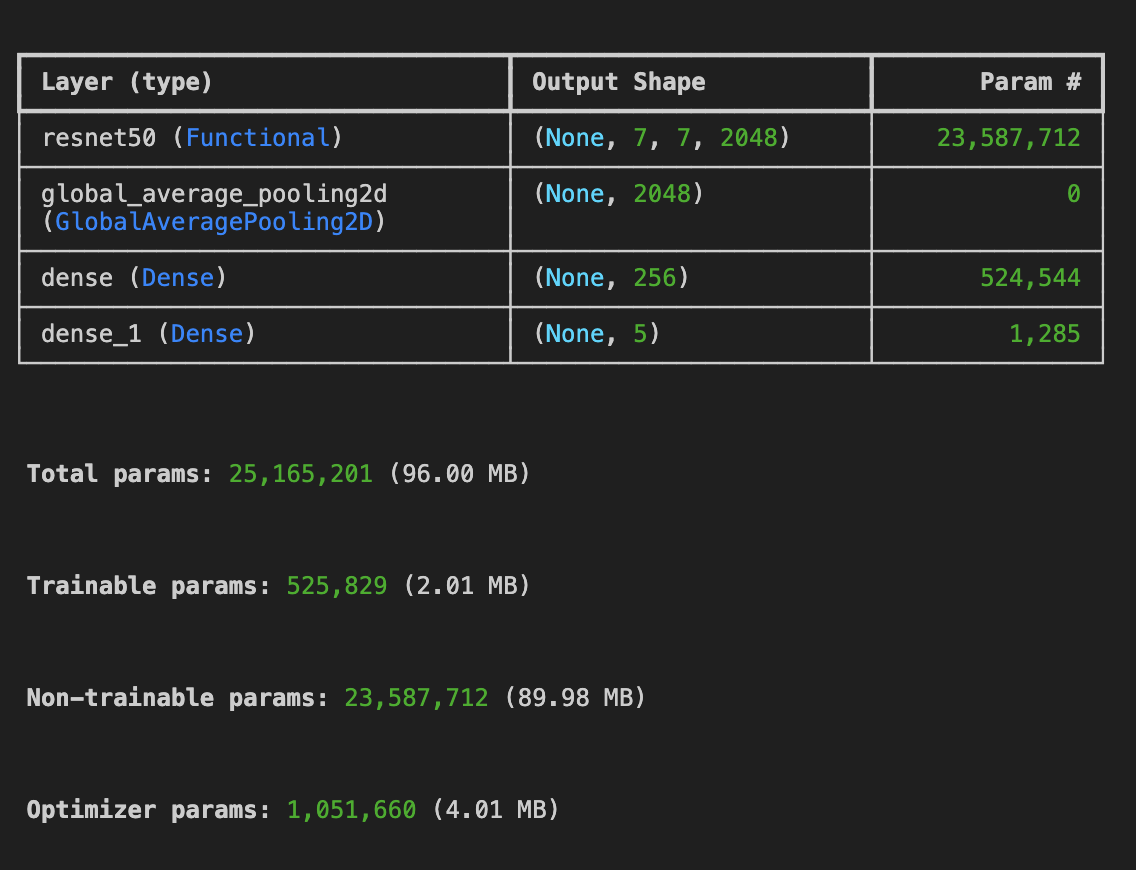 Layer (type) Output Shape Param #
resnet50 (Functional) (None, 7, 7, 2048) 23,587,712
global_average_pooling2d (None, 2048) 0
(GlobalAveragePooling2D)
dense (Dense) (None, 256) 524,544
dense_1 (Dense) (None, 5) 1,285
Total params: 25,165,201 (96.00 MB)
Trainable params: 525,829 (2.01 MB)
Non-trainable params: 23,587,712 (89.98 MB)
Optimizer params: 1,051,660 (4.01 MB)